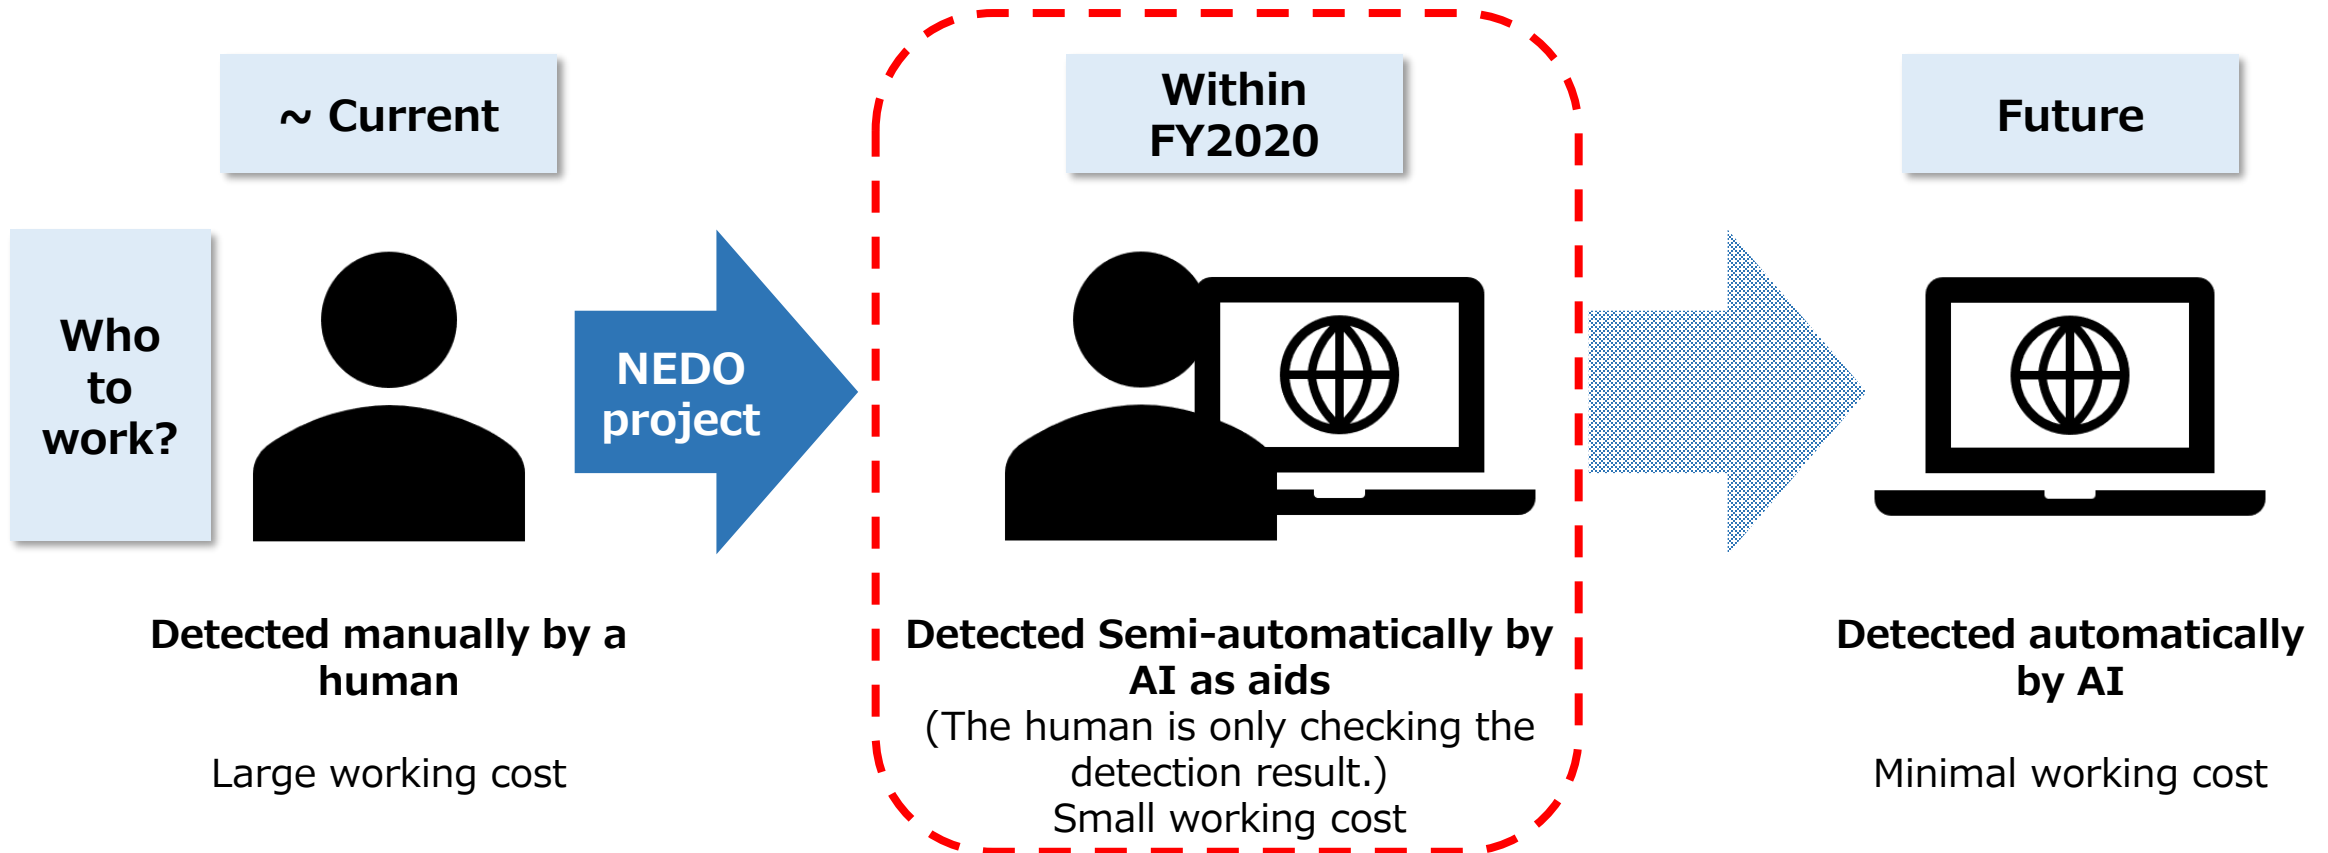 ~ Current
Within
FY2020
Future
Who
to
work?
NEDO
project
Detected manually by a
human
Large working cost
Detected Semi-automatically by
AI as aids
(The human is only checking the
detection result.)
Small working cost
Detected automatically
by AI
Minimal working cost